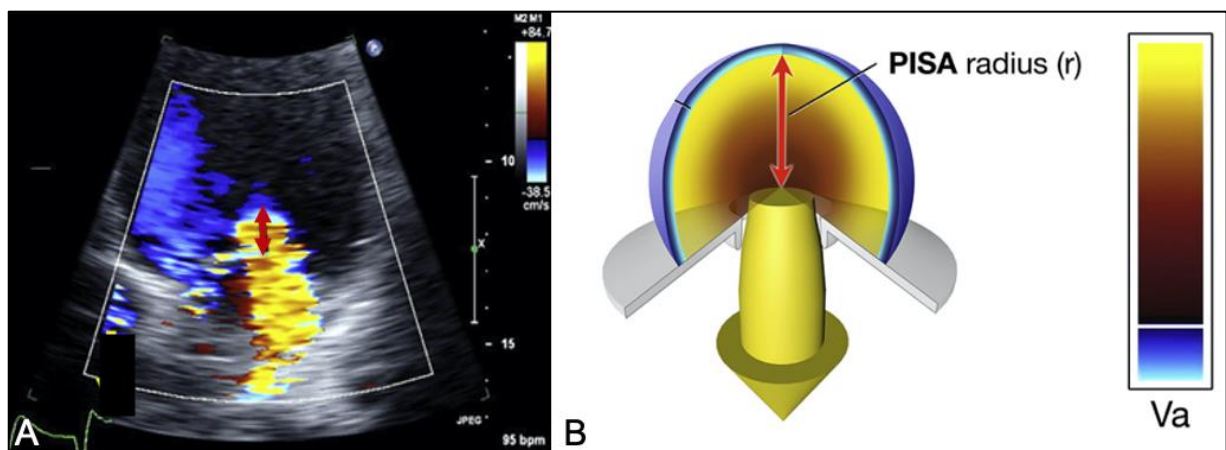 M2 M1
+84.7
10
-38.5
cm/s
X
15
JPEG
95 bpm
A
PISA radius (r)
B
Va